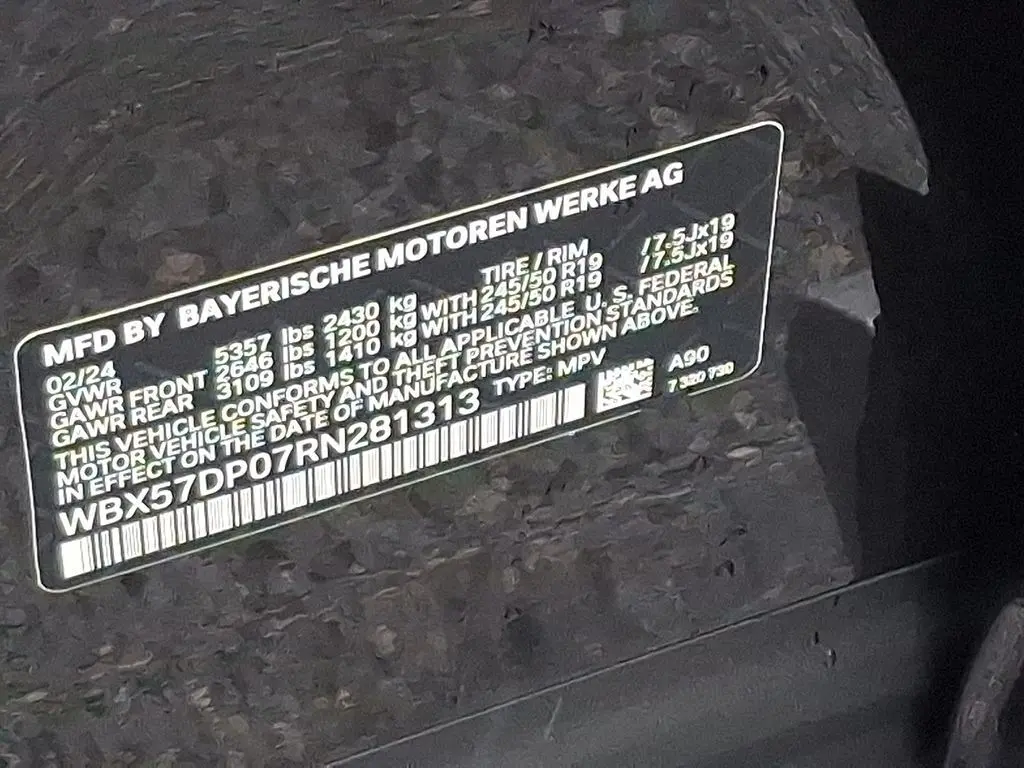 MFD BY BAYERISCHE MOTOREN WERKE AG
02/24 TIRE / RIM
GVWR 5357 lbs 2430 kg
GAWR FRONT 2646 lbs 1200 kg WITH 245/50 R19 /7.5Jx19
GAWR REAR 3109 lbs 1410 kg WITH 245/50 R19 /7.5Jx19
THIS VEHICLE CONFORMS TO ALL APPLICABLE U. S. FEDERAL
MOTOR VEHICLE SAFETY AND THEFT PREVENTION STANDARDS
IN EFFECT ON THE DATE OF MANUFACTURE SHOWN ABOVE.
WBX57DP07RN281313 TYPE: MPV A90
7 320 730